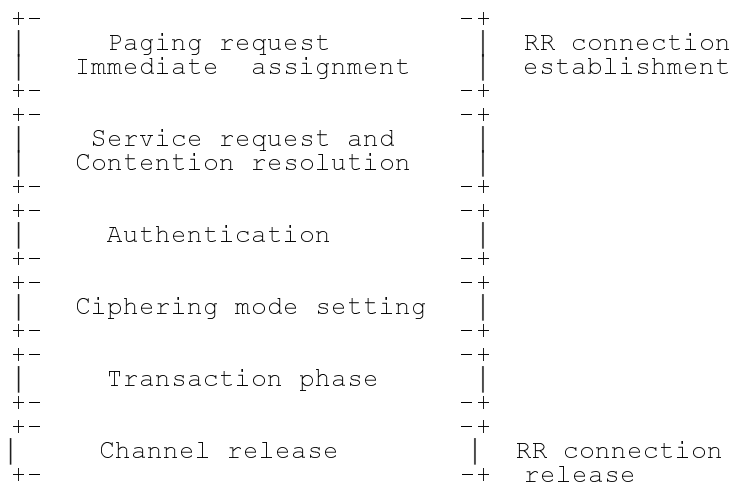 +-                          -+
|      Paging request         |  RR connection
|   Immediate  assignment     |  establishment
+-                          -+
+-                          -+
|    Service request and      |
|   Contention resolution     |
+-                          -+
+-                          -+
|     Authentication          |
+-                          -+
+-                          -+
|   Ciphering mode setting    |
+-                          -+
+-                          -+
|     Transaction phase       |
+-                          -+
+-                          -+
|     Channel release        |  RR connection
+-                          -+  release